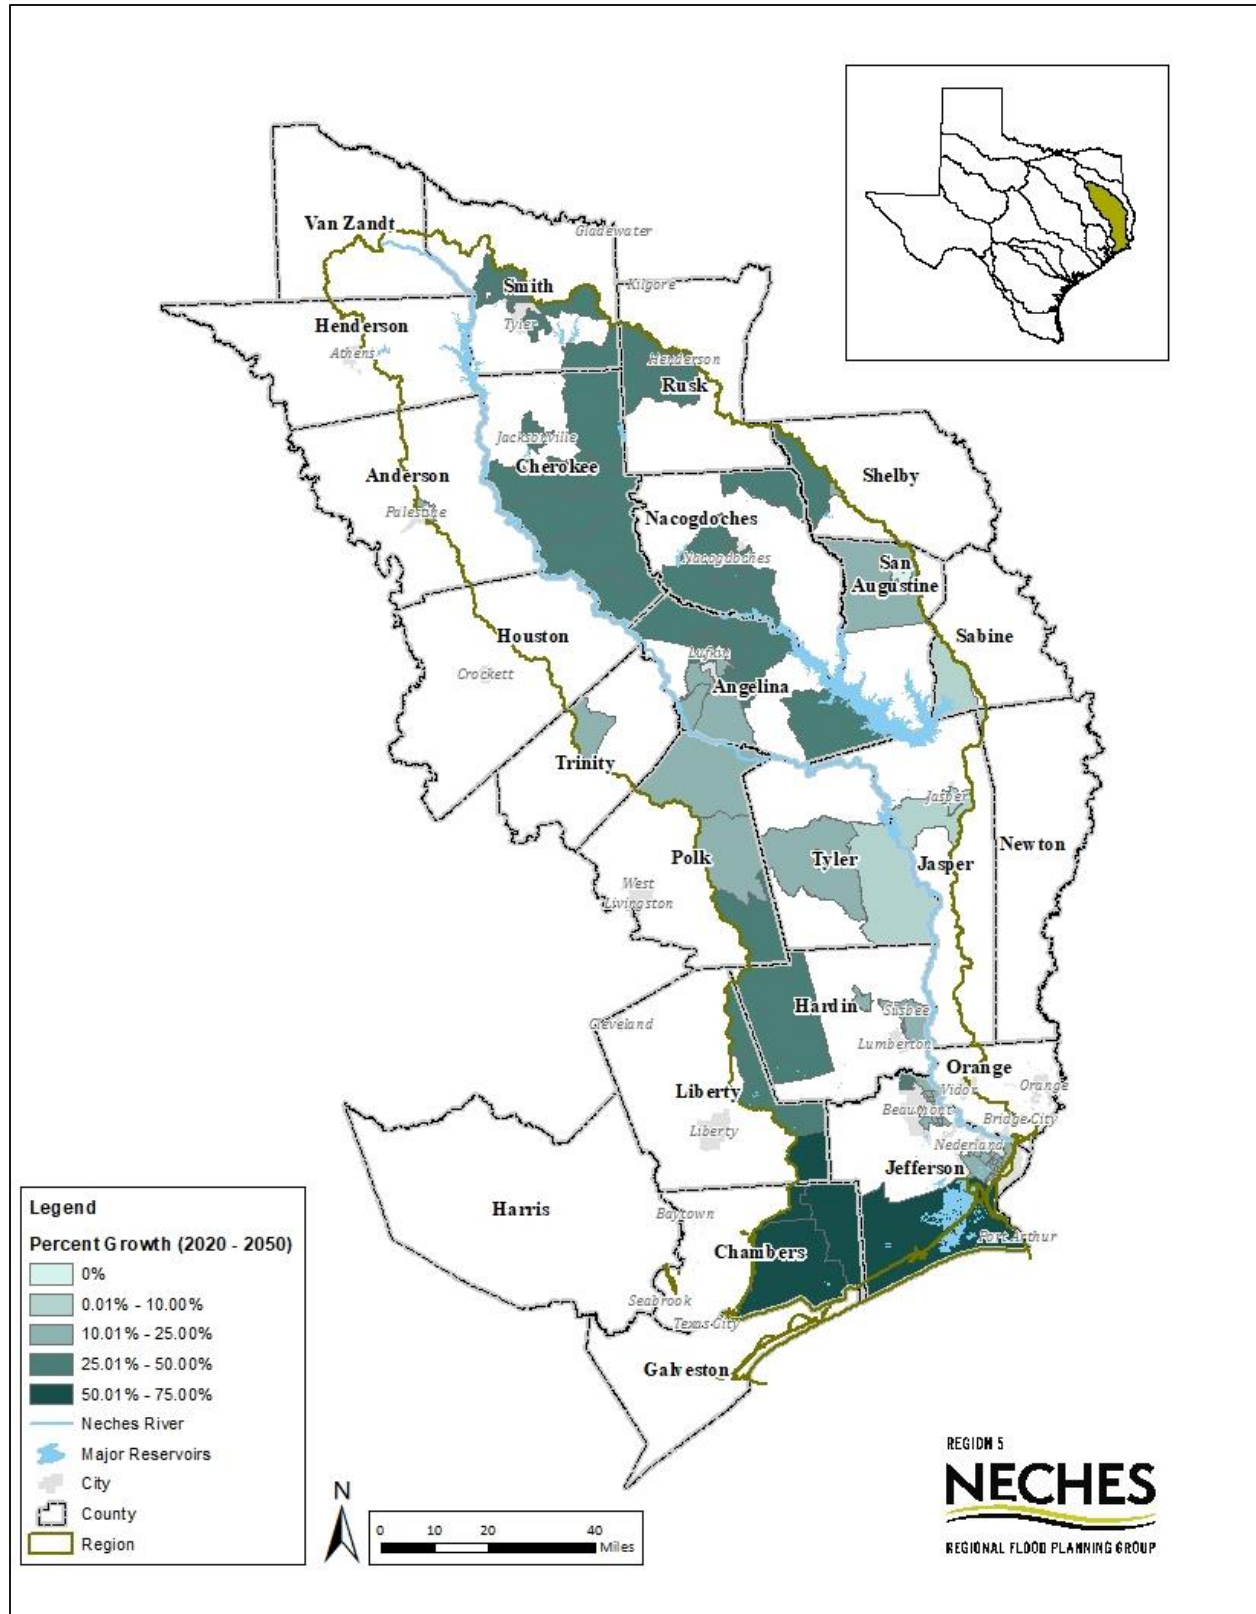 Van Zandt
Gladewater
Smith
Kilgore
Tyler
Henderson
Athens
Henderson
Rusk
Jacksonville
Cherokee
Anderson
Shelby
Palestine
Nacogdoches
Nacogdoches
San
Augustine
Houston
Sabine
Lufkin
Crockett
Angelina
Trinity
Jasper
Polk
Tyler
Jasper
Newton
West
Livingston
Hardin
Susbee
Cleveland
Lumberton
Orange
Liberty
Vidor
Orange
Beaumont
Bridge City
Liberty
Nederland
Jefferson
Harris
Baytown
Port Arthur
Chambers
Seabrook
Texas City
Galveston
Legend
Percent Growth (2020 - 2050)
0%
0.01% - 10.00%
10.01% - 25.00%
25.01% - 50.00%
50.01% - 75.00%
Neches River
Major Reservoirs
City
County
Region
N
0 10 20 40
Miles
REGION 5
NECHES
REGIONAL FLOOD PLANNING GROUP